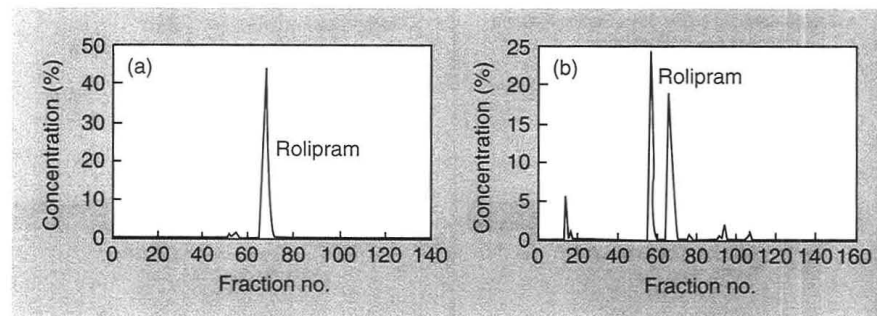 (a)
Concentration (%)
50
40
30
20
10
0
Rolipram
0 20 40 60 80 100 120 140
Fraction no.
(b)
Concentration (%)
25
20
15
10
5
0
Rolipram
0 20 40 60 80 100 120 140 160
Fraction no.